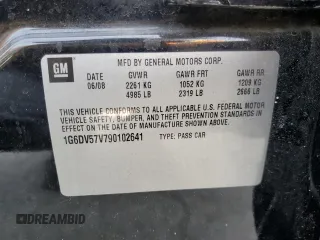 GM
MFD BY GENERAL MOTORS CORP.
DATE GVWR GAWR FRT GAWR RR
06/08 2261 KG 1052 KG 1209 KG
4985 LB 2319 LB 2666 LB
THIS VEHICLE CONFORMS TO ALL APPLICABLE U.S. FEDERAL MOTOR
VEHICLE SAFETY, BUMPER, AND THEFT PREVENTION STANDARDS IN
EFFECT ON THE DATE OF MANUFACTURE SHOWN ABOVE.
1G6DV57V790102641 TYPE: PASS CAR
© DREAMBID